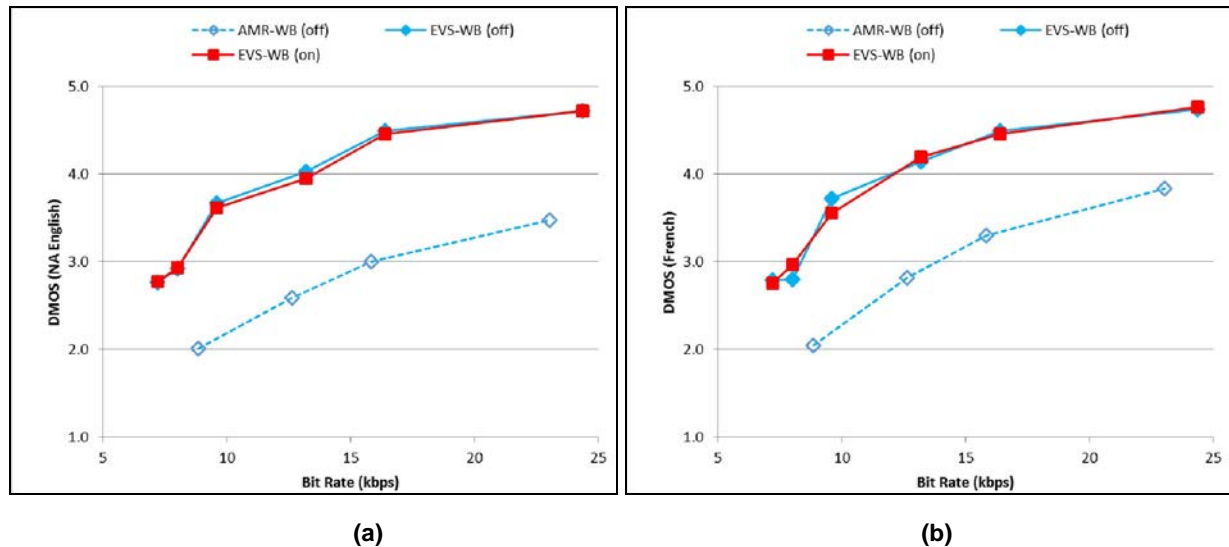 AMR-WB (off) EVS-WB (off)
EVS-WB (on)
5.0
4.0
3.0
2.0
1.0
DMOS (NA English)
5 10 15 20 25
Bit Rate (kbps)
(a)
AMR-WB (off) EVS-WB (off)
EVS-WB (on)
5.0
4.0
3.0
2.0
1.0
DMOS (French)
5 10 15 20 25
Bit Rate (kbps)
(b)